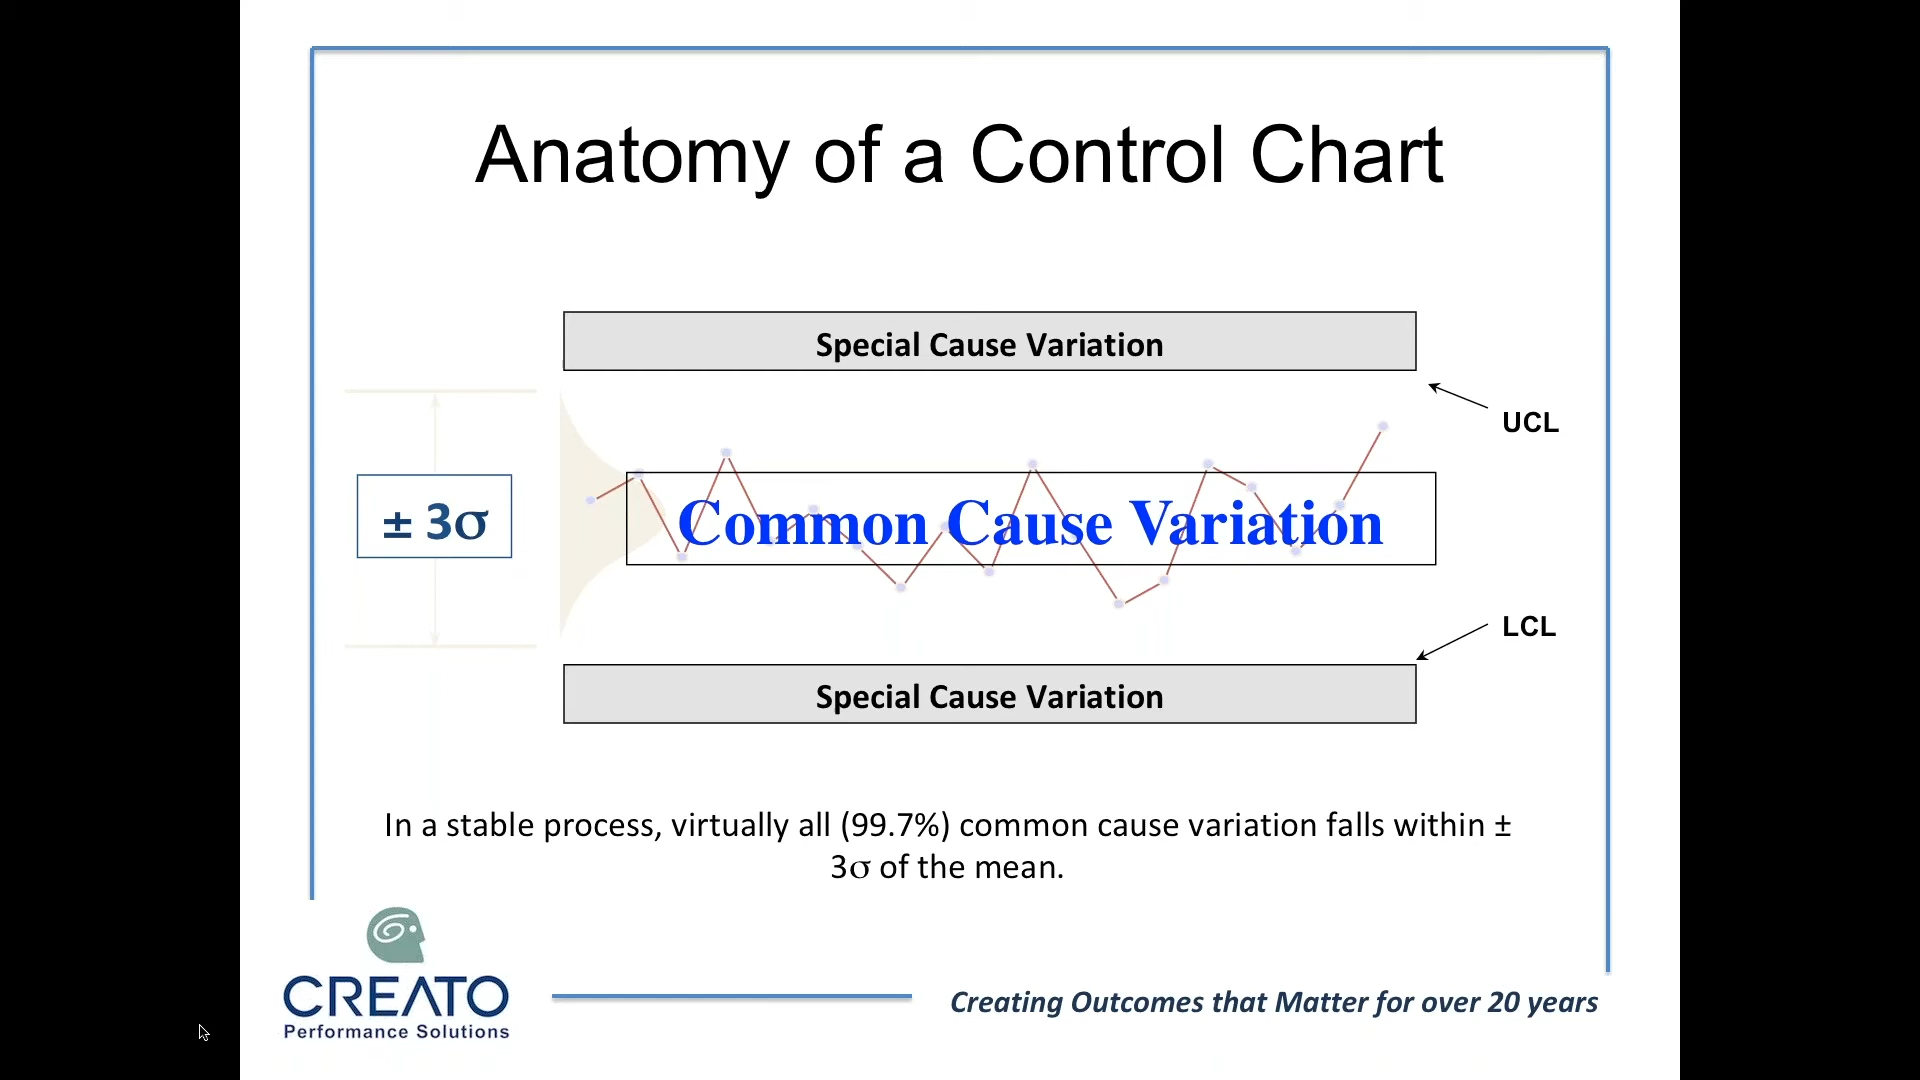 Anatomy of a Control Chart
Special Cause Variation
UCL
± 3σ
Common Cause Variation
LCL
Special Cause Variation
In a stable process, virtually all (99.7%) common cause variation falls within ±
3σ of the mean.
CREATO
Performance Solutions
Creating Outcomes that Matter for over 20 years